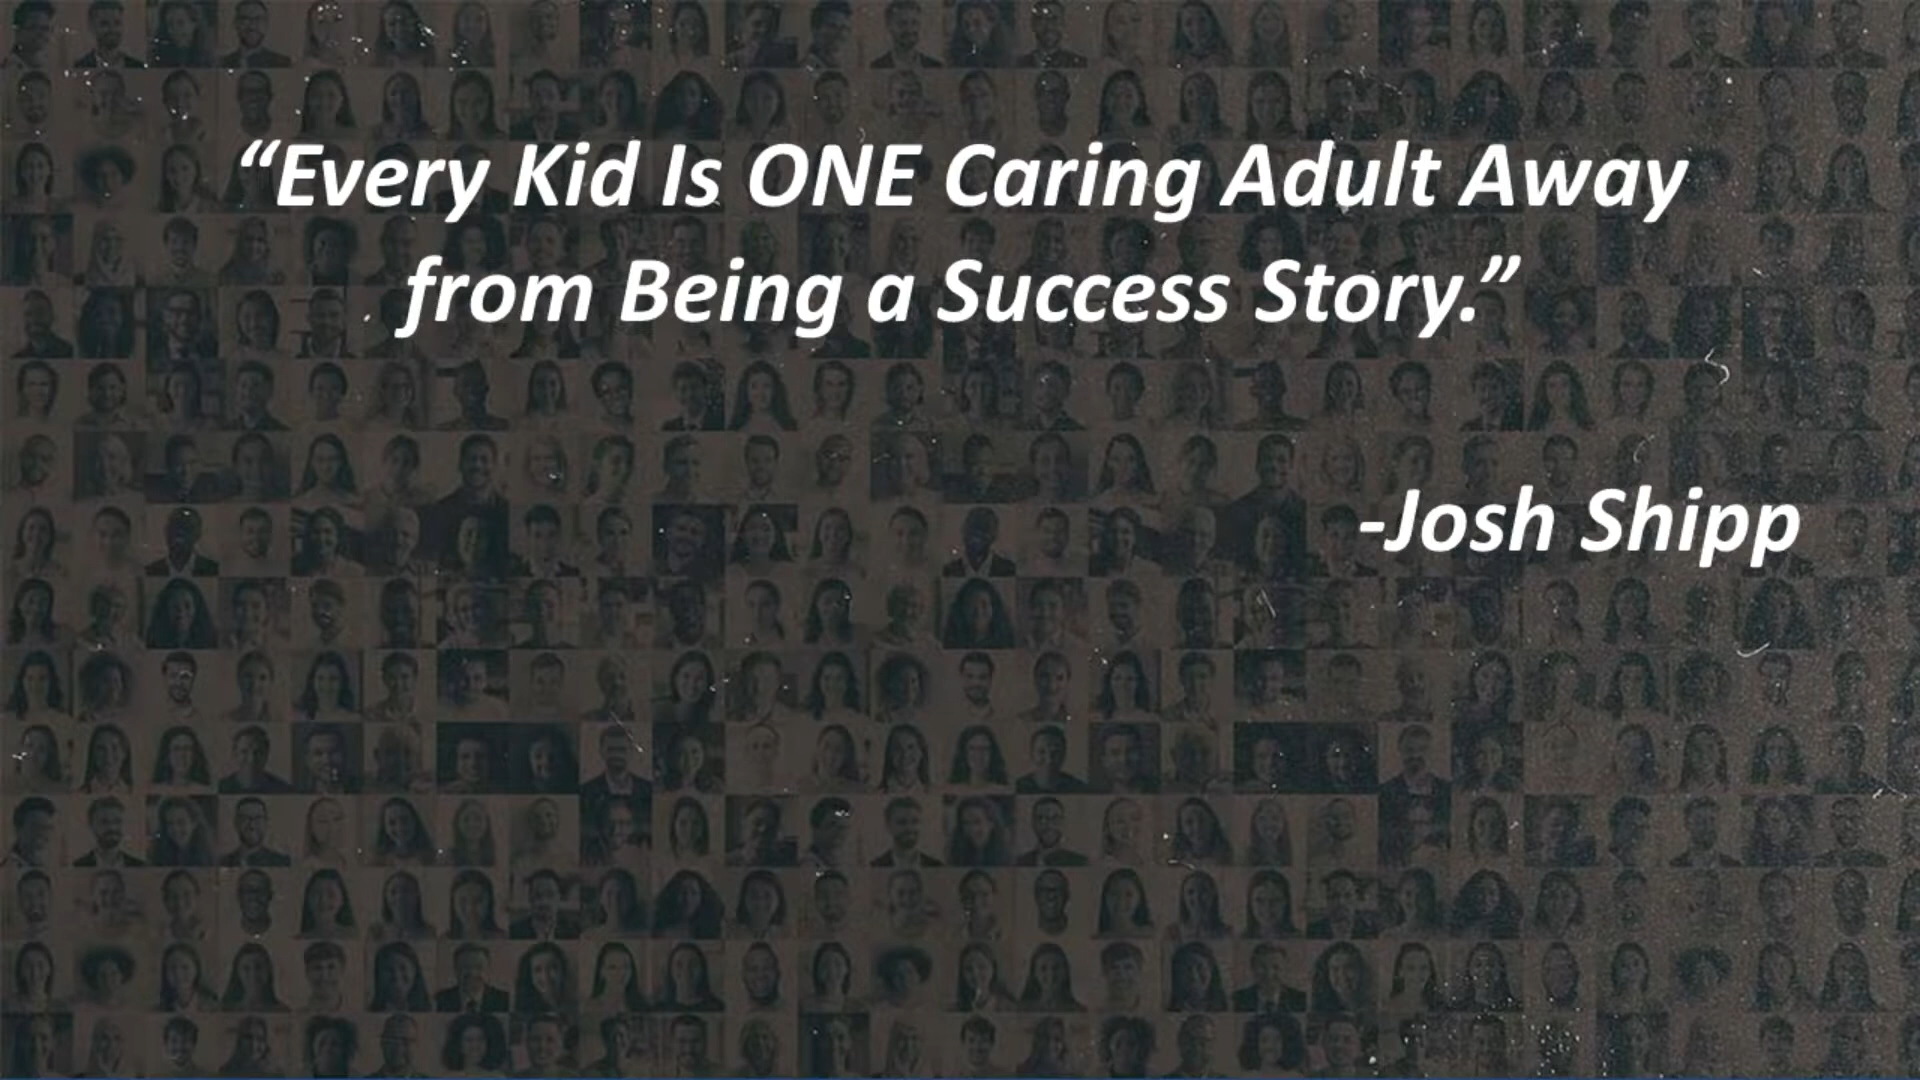 “Every Kid Is ONE Caring Adult Away
from Being a Success Story.”
-Josh Shipp